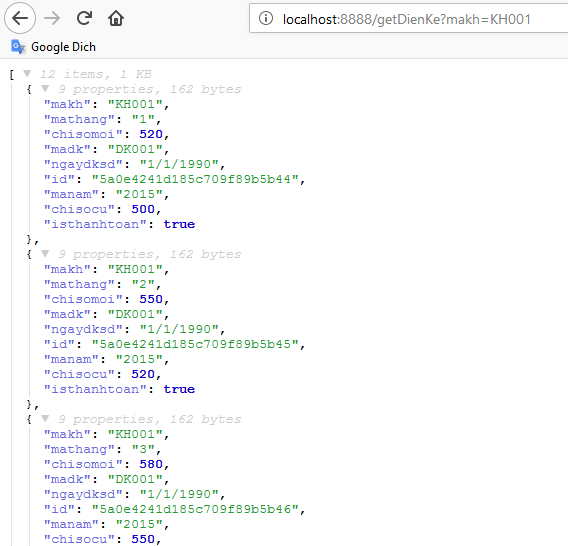 localhost:8888/getDienKe?makh=KH001
Google Dich
[ ▼ 12 items, 1 KB
{ ▼ 9 properties, 162 bytes
"makh": "KH001",
"mathang": "1",
"chisomoi": 520,
"madk": "DK001",
"ngaydksd": "1/1/1990",
"id": "5a0e4241d185c709f89b5b44",
"manam": "2015",
"chisocu": 500,
"isthanhtoan": true
},
{ ▼ 9 properties, 162 bytes
"makh": "KH001",
"mathang": "2",
"chisomoi": 550,
"madk": "DK001",
"ngaydksd": "1/1/1990",
"id": "5a0e4241d185c709f89b5b45",
"manam": "2015",
"chisocu": 520,
"isthanhtoan": true
},
{ ▼ 9 properties, 162 bytes
"makh": "KH001",
"mathang": "3",
"chisomoi": 580,
"madk": "DK001",
"ngaydksd": "1/1/1990",
"id": "5a0e4241d185c709f89b5b46",
"manam": "2015",
"chisocu": 550,